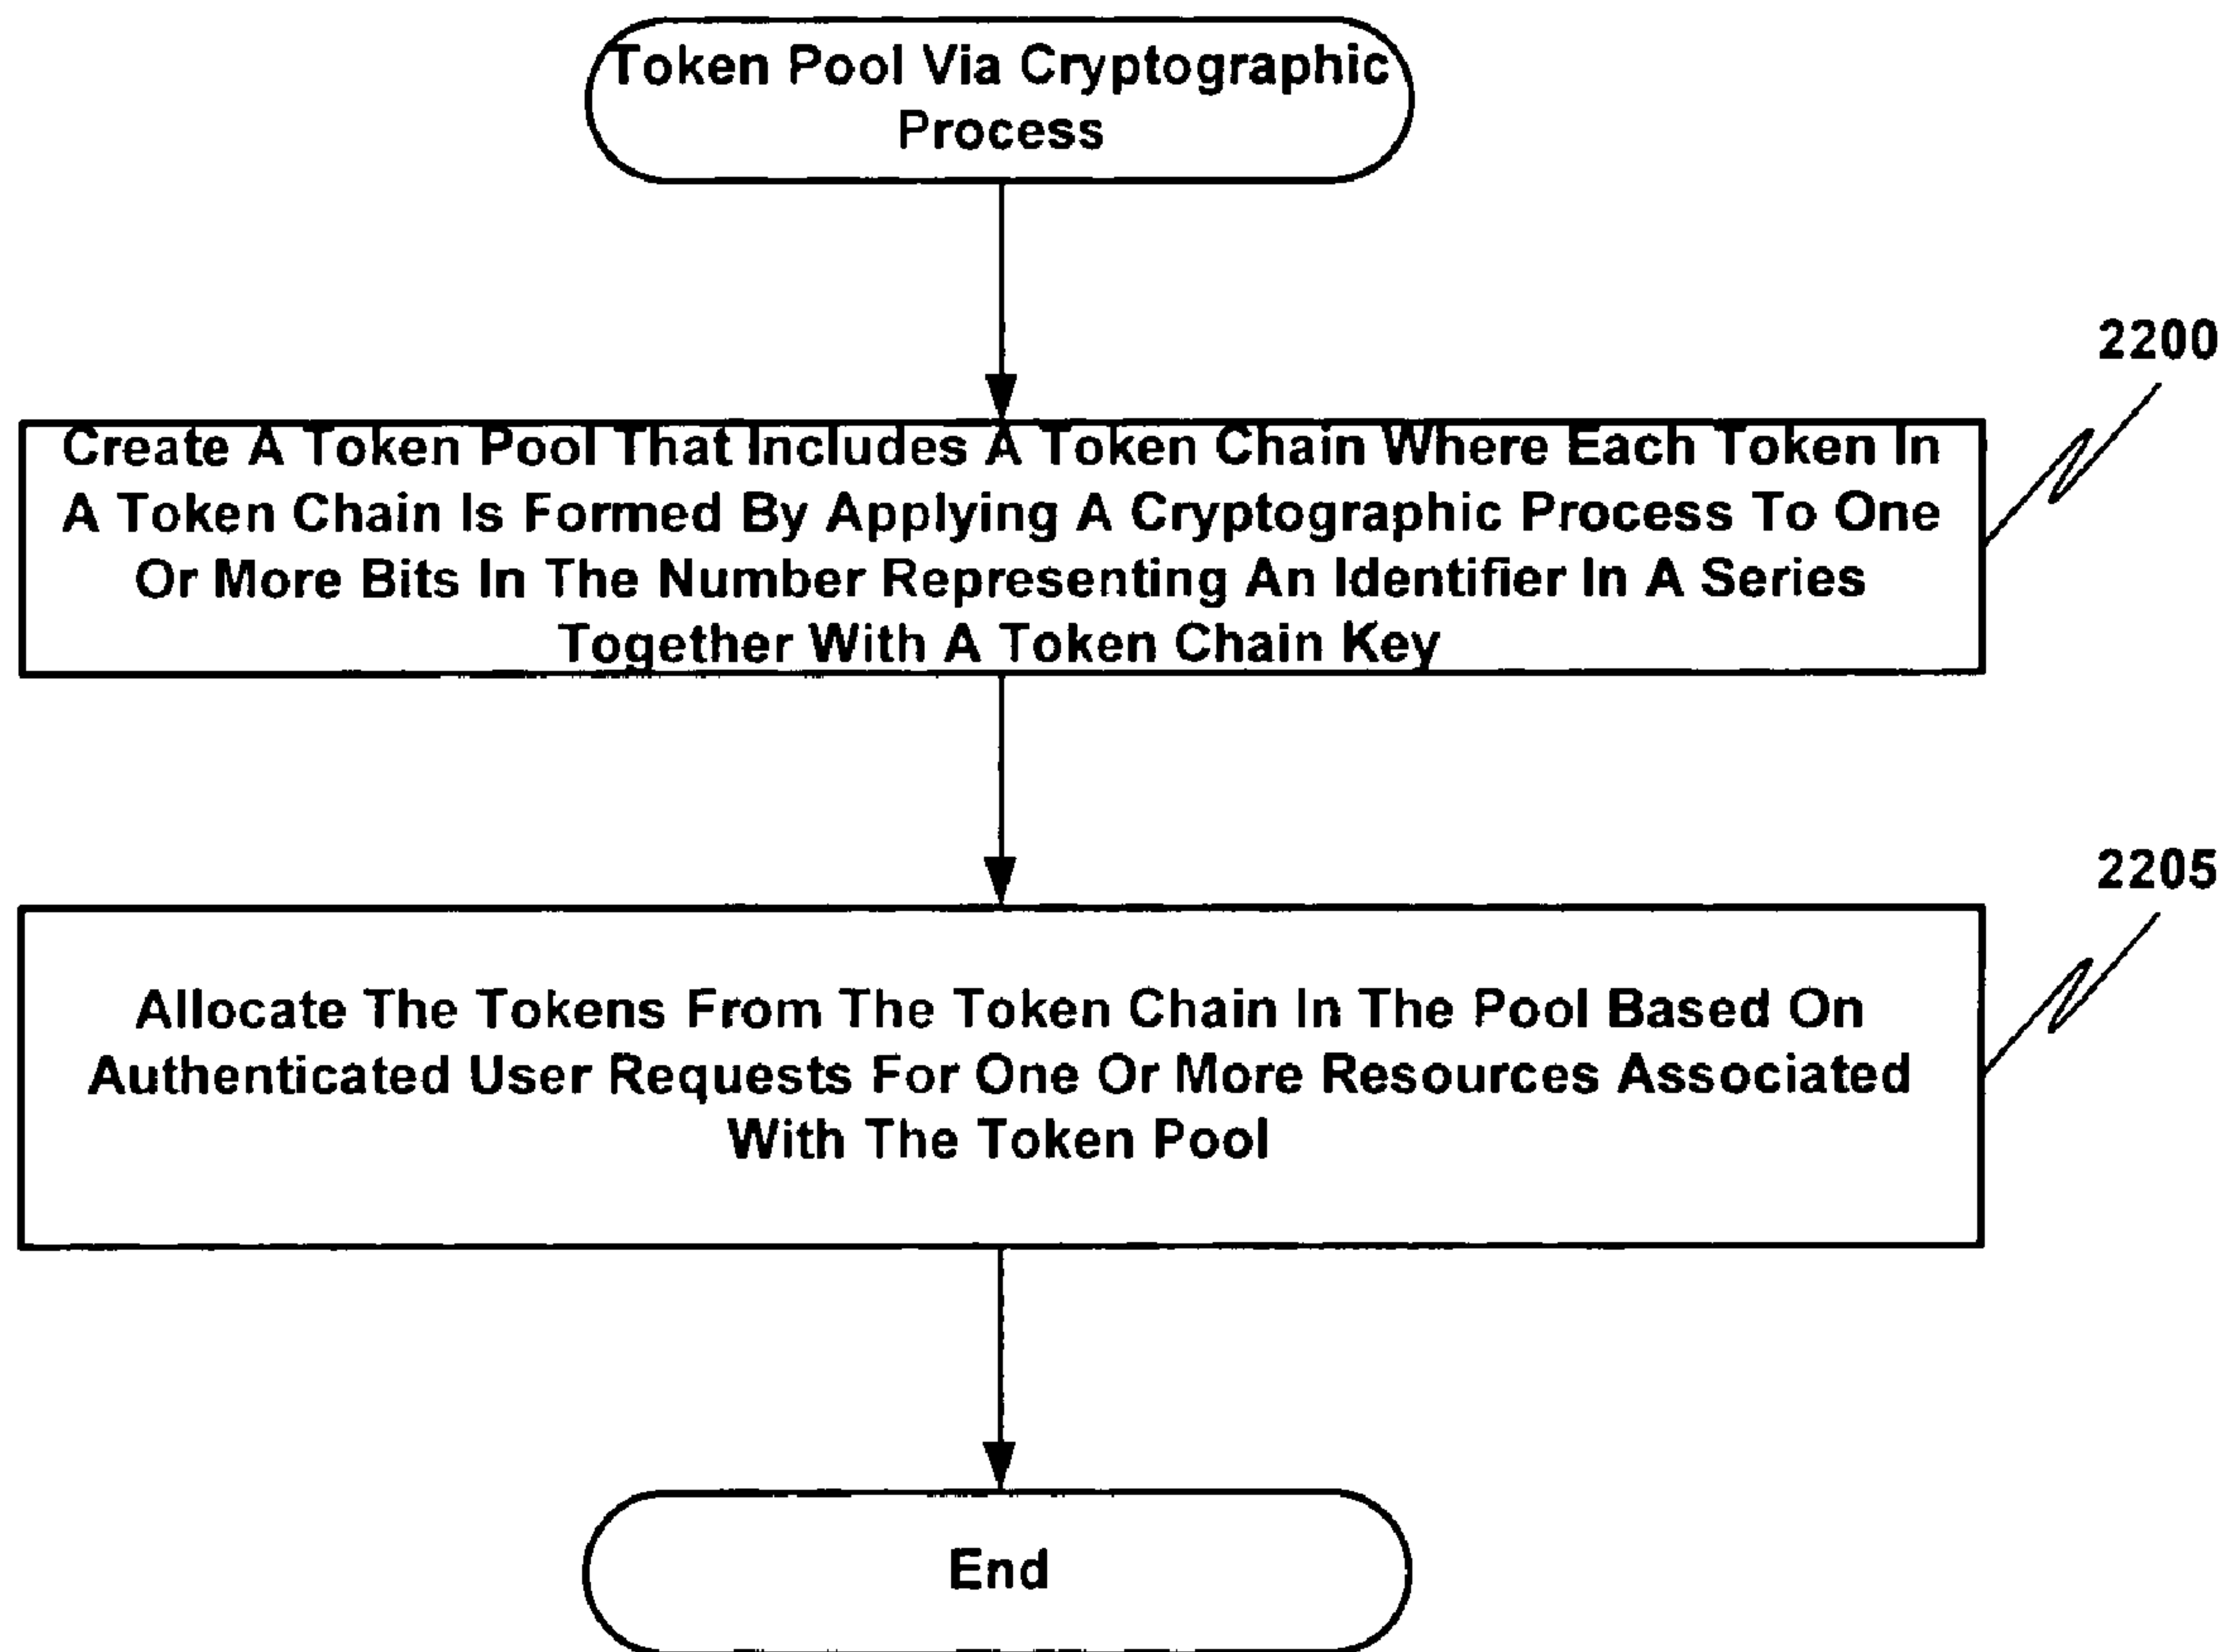 Token Pool Via Cryptographic
Process
2200
Create A Token Pool That Includes A Token Chain Where Each Token In
A Token Chain Is Formed By Applying A Cryptographic Process To One
Or More Bits In The Number Representing An Identifier In A Series
Together With A Token Chain Key
2205
Allocate The Tokens From The Token Chain In The Pool Based On
Authenticated User Requests For One Or More Resources Associated
With The Token Pool
End